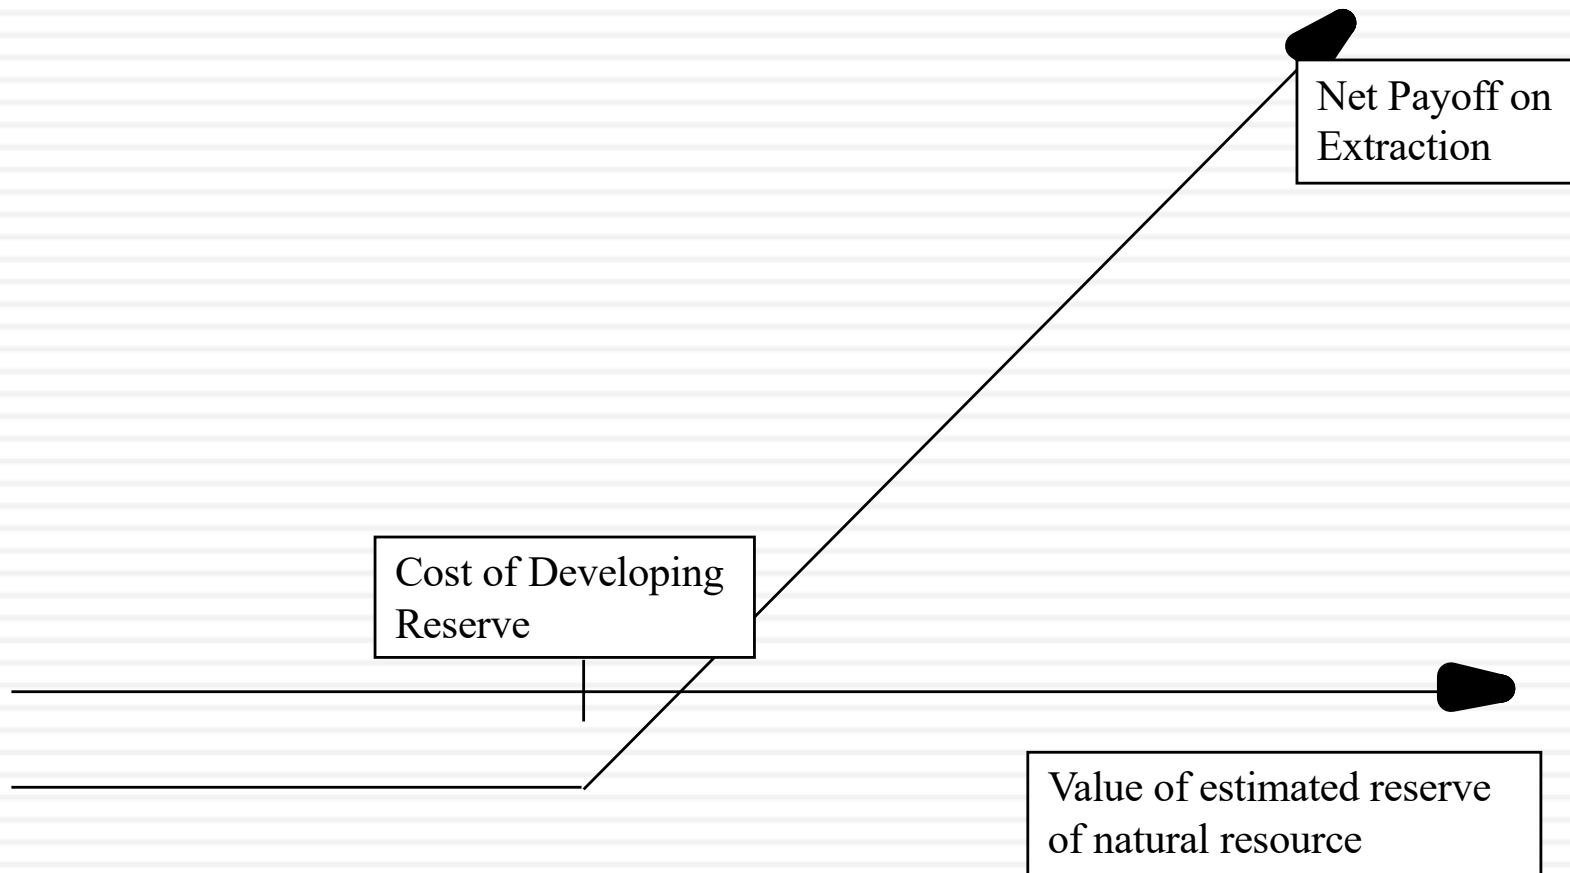 Net Payoff on
Extraction
Cost of Developing
Reserve
Value of estimated reserve
of natural resource